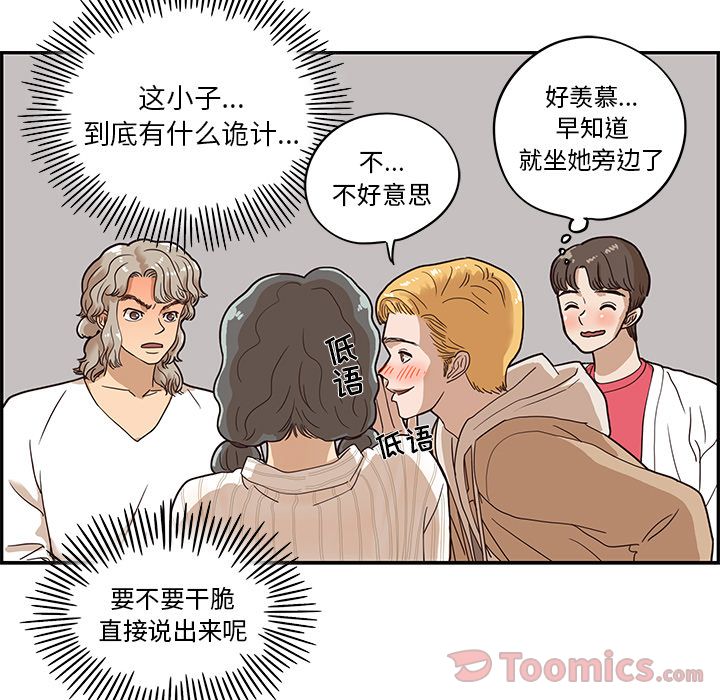 这小子...
到底有什么诡计...
不...
不好意思
好羡慕...
早知道
就坐她旁边了
低语
低语
要不要干脆
直接说出来呢
Toomics.com